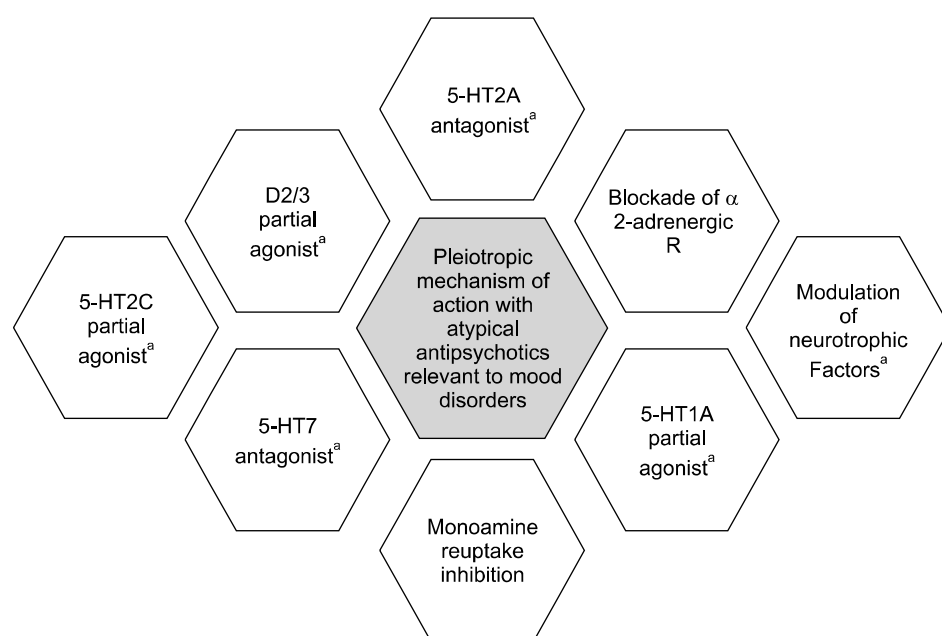 5-HT2A
antagonistᵃ
D2/3
partial
agonistᵃ
Blockade of α
2-adrenergic
R
5-HT2C
partial
agonistᵃ
Pleiotropic
mechanism of
action with
atypical
antipsychotics
relevant to mood
disorders
Modulation
of
neurotrophic
Factorsᵃ
5-HT7
antagonistᵃ
5-HT1A
partial
agonistᵃ
Monoamine
reuptake
inhibition